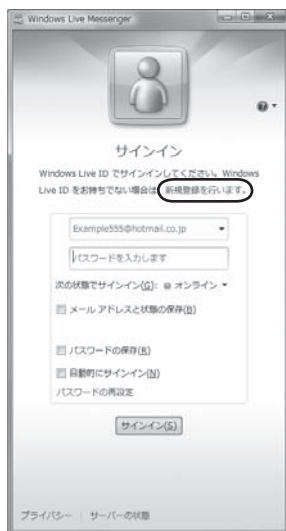 Windows Live Messenger
サインイン
Windows Live ID でサインインしてください。Windows
Live ID をお持ちでない場合は 新規登録を行います。
Example555@hotmail.co.jp
パスワードを入力します
次の状態でサインイン(G): オンライン
メール アドレスと状態の保存(B)
パスワードの保存(R)
自動的にサインイン(N)
パスワードの再設定
サインイン(S)
プライバシー | サーバーの状態